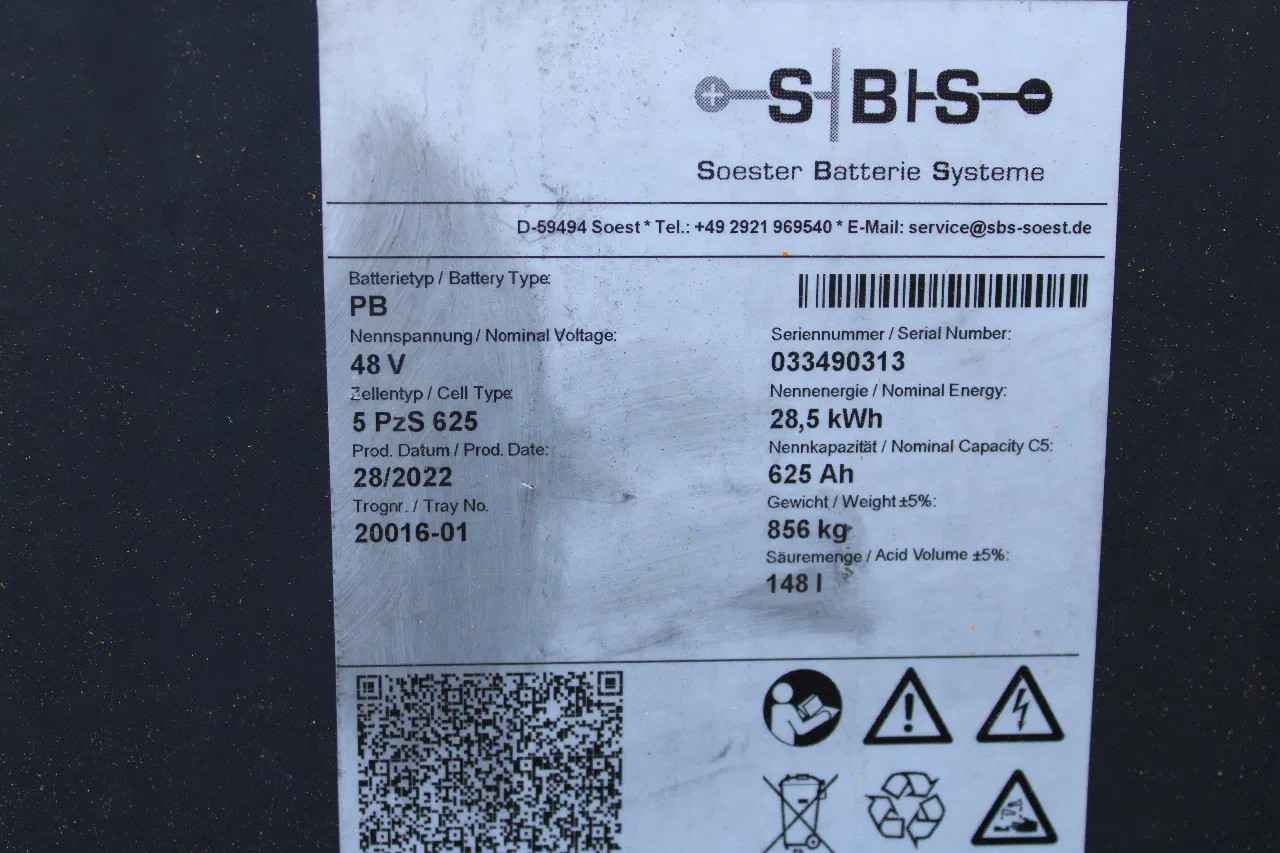 SBS
Soester Batterie Systeme
D-59494 Soest * Tel.: +49 2921 969540 * E-Mail: service@sbs-soest.de
Batterietyp / Battery Type:
PB
Nennspannung / Nominal Voltage:
48 V
Zellentyp / Cell Type:
5 PzS 625
Prod. Datum / Prod. Date:
28/2022
Trognr. / Tray No.
20016-01
Seriennummer / Serial Number:
033490313
Nennenergie / Nominal Energy:
28,5 kWh
Nennkapazität / Nominal Capacity C5:
625 Ah
Gewicht / Weight ±5%:
856 kg
Säuremenge / Acid Volume ±5%:
148 l